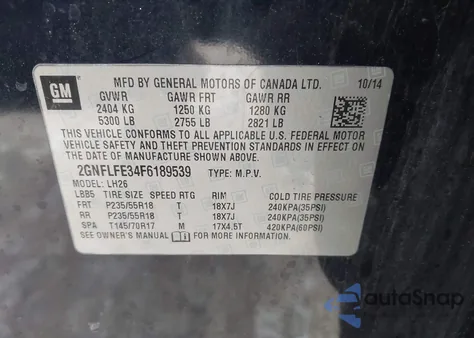 GM
MFD BY GENERAL MOTORS OF CANADA LTD. 10/14
GVWR GAWR FRT GAWR RR
2404 KG 1250 KG 1280 KG
5300 LB 2755 LB 2821 LB
THIS VEHICLE CONFORMS TO ALL APPLICABLE U.S. FEDERAL MOTOR
VEHICLE SAFETY AND THEFT PREVENTION STANDARDS IN EFFECT ON
THE DATE OF MANUFACTURE SHOWN ABOVE.
2GNFLFE34F6189539 TYPE: M.P.V.
MODEL: LH26
LBB5 TIRE SIZE SPEED RTG RIM COLD TIRE PRESSURE
FRT P235/55R18 T 18X7J 240KPA(35PSI)
RR P235/55R18 T 18X7J 240KPA(35PSI)
SPA T145/70R17 M 17X4.5T 420KPA(60PSI)
SEE OWNER'S MANUAL FOR MORE INFORMATION.
AutoSnap